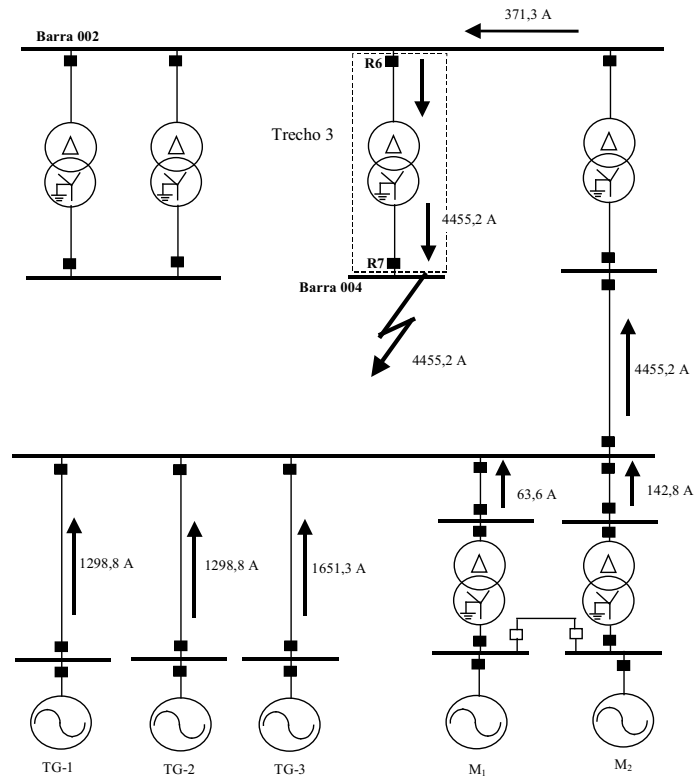 371,3 A
Barra 002
R6
Trecho 3
4455,2 A
R7
Barra 004
4455,2 A
4455,2 A
63,6 A
142,8 A
1298,8 A
1298,8 A
1651,3 A
TG-1
TG-2
TG-3
M1
M2